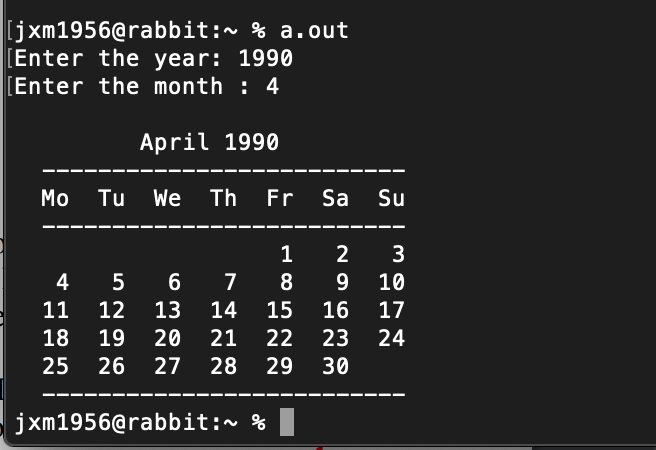 [jxm1956@rabbit:~ % a.out
[Enter the year: 1990
[Enter the month : 4
April 1990
--------------------------
Mo Tu We Th Fr Sa Su
--------------------------
1 2 3
4 5 6 7 8 9 10
11 12 13 14 15 16 17
18 19 20 21 22 23 24
25 26 27 28 29 30
--------------------------
jxm1956@rabbit:~ %